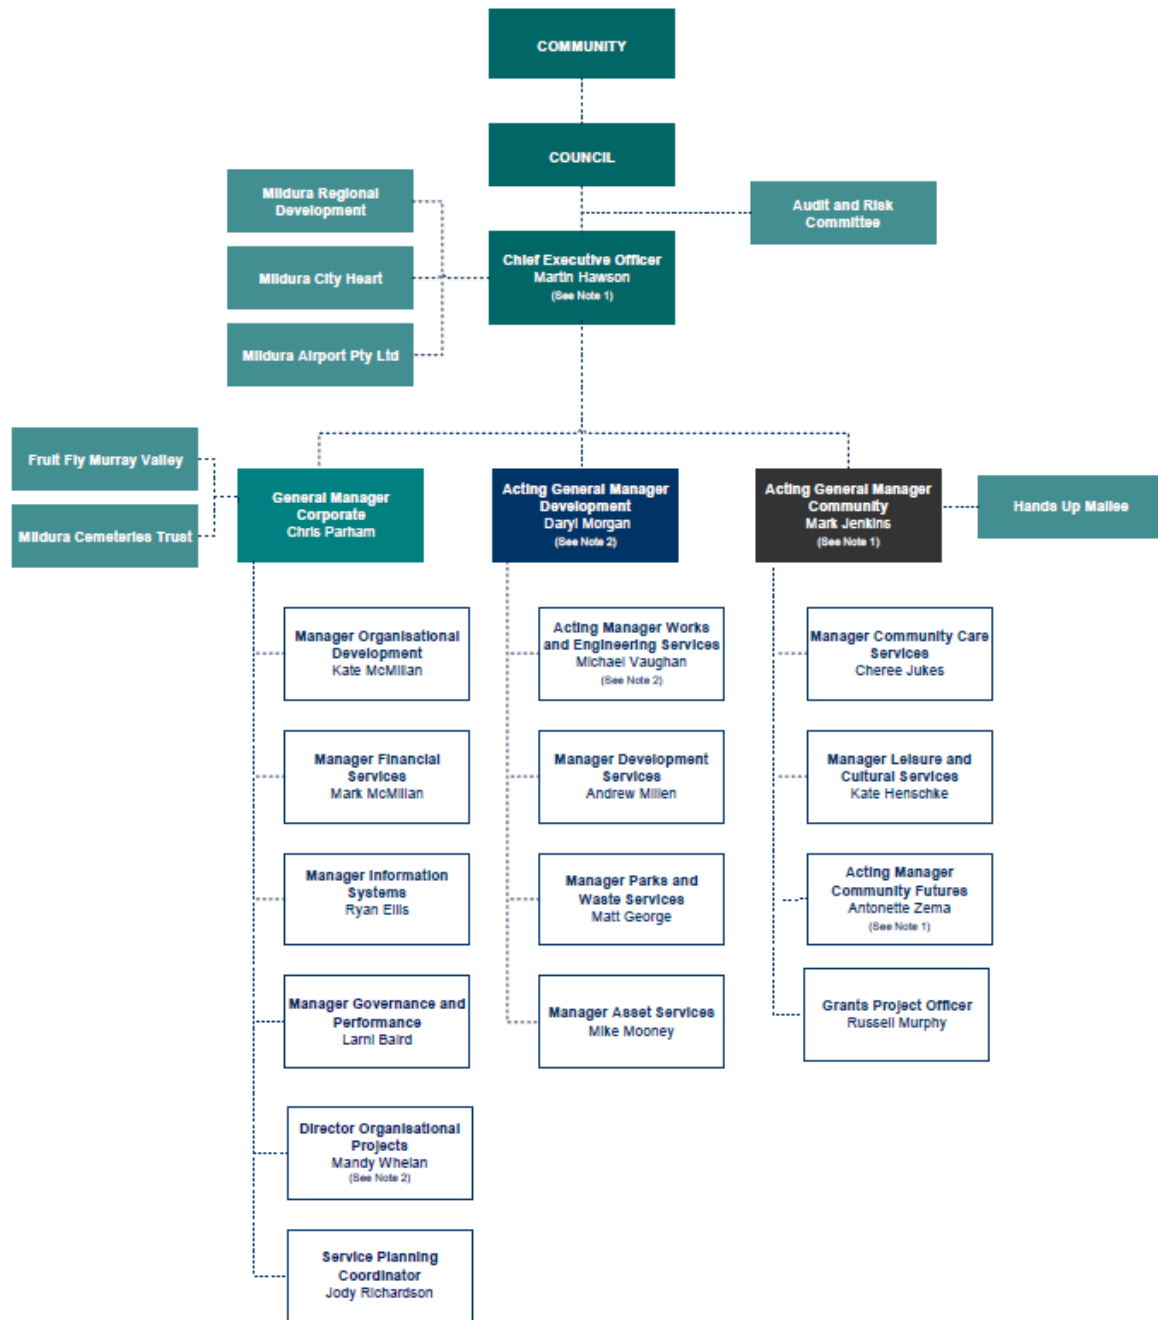 COMMUNITY
COUNCIL
Mildura Regional
Development
Audit and Risk
Committee
Chief Executive Officer
Martin Hawson
(See Note 1)
Mildura City Heart
Mildura Airport Pty Ltd
Fruit Fly Murray Valley
Mildura Cemeteries Trust
General Manager
Corporate
Chris Parham
Acting General Manager
Development
Daryl Morgan
(See Note 2)
Acting General Manager
Community
Mark Jenkins
(See Note 1)
Hands Up Mallee
Manager Organisational
Development
Kate McMillan
Acting Manager Works
and Engineering Services
Michael Vaughan
(See Note 2)
Manager Community Care
Services
Cheree Jukes
Manager Financial
Services
Mark McMillan
Manager Development
Services
Andrew Millen
Manager Leisure and
Cultural Services
Kate Henschke
Manager Information
Systems
Ryan Ellis
Manager Parks and
Waste Services
Matt George
Acting Manager
Community Futures
Antonette Zema
(See Note 1)
Manager Governance and
Performance
Larni Baird
Manager Asset Services
Mike Mooney
Grants Project Officer
Russell Murphy
Director Organisational
Projects
Mandy Whelan
(See Note 2)
Service Planning
Coordinator
Jody Richardson